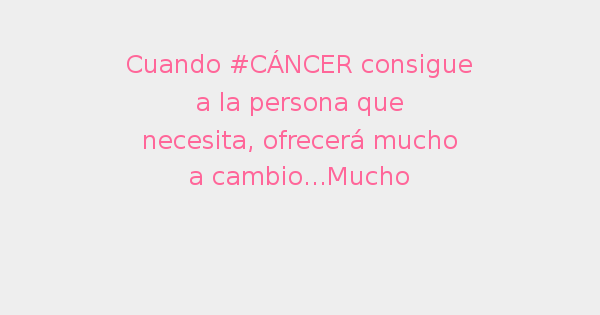 Cuando #CÁNCER consigue
a la persona que
necesita, ofrecerá mucho
a cambio...Mucho